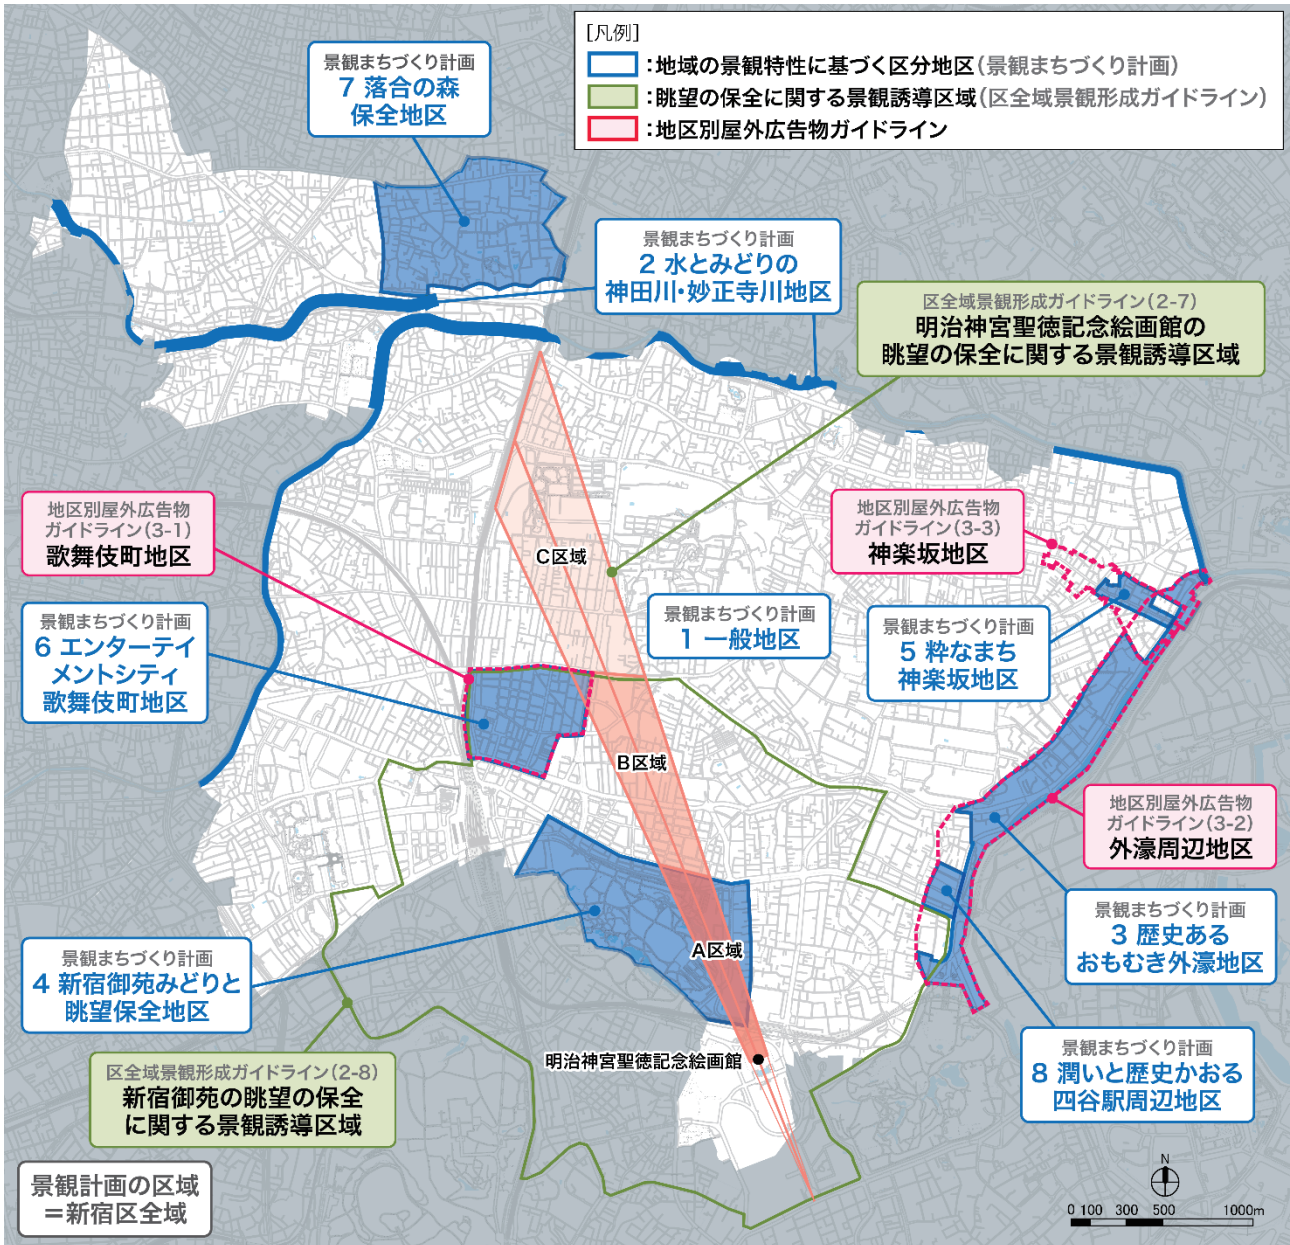 [凡例]
：地域の景観特性に基づく区分地区（景観まちづくり計画）
：眺望の保全に関する景観誘導区域（区全域景観形成ガイドライン）
：地区別屋外広告物ガイドライン
景観まちづくり計画
7 落合の森
保全地区
景観まちづくり計画
2 水とみどりの
神田川・妙正寺川地区
区全域景観形成ガイドライン（2-7）
明治神宮聖徳記念絵画館の
眺望の保全に関する景観誘導区域
地区別屋外広告物
ガイドライン（3-1）
歌舞伎町地区
地区別屋外広告物
ガイドライン（3-3）
神楽坂地区
C区域
景観まちづくり計画
6 エンターテイ
メントシティ
歌舞伎町地区
景観まちづくり計画
1 一般地区
景観まちづくり計画
5 粋なまち
神楽坂地区
B区域
地区別屋外広告物
ガイドライン（3-2）
外濠周辺地区
景観まちづくり計画
3 歴史ある
おもむき外濠地区
景観まちづくり計画
4 新宿御苑みどりと
眺望保全地区
A区域
明治神宮聖徳記念絵画館
景観まちづくり計画
8 潤いと歴史かおる
四谷駅周辺地区
区全域景観形成ガイドライン（2-8）
新宿御苑の眺望の保全
に関する景観誘導区域
景観計画の区域
＝新宿区全域
N
0 100 300 500 1000m